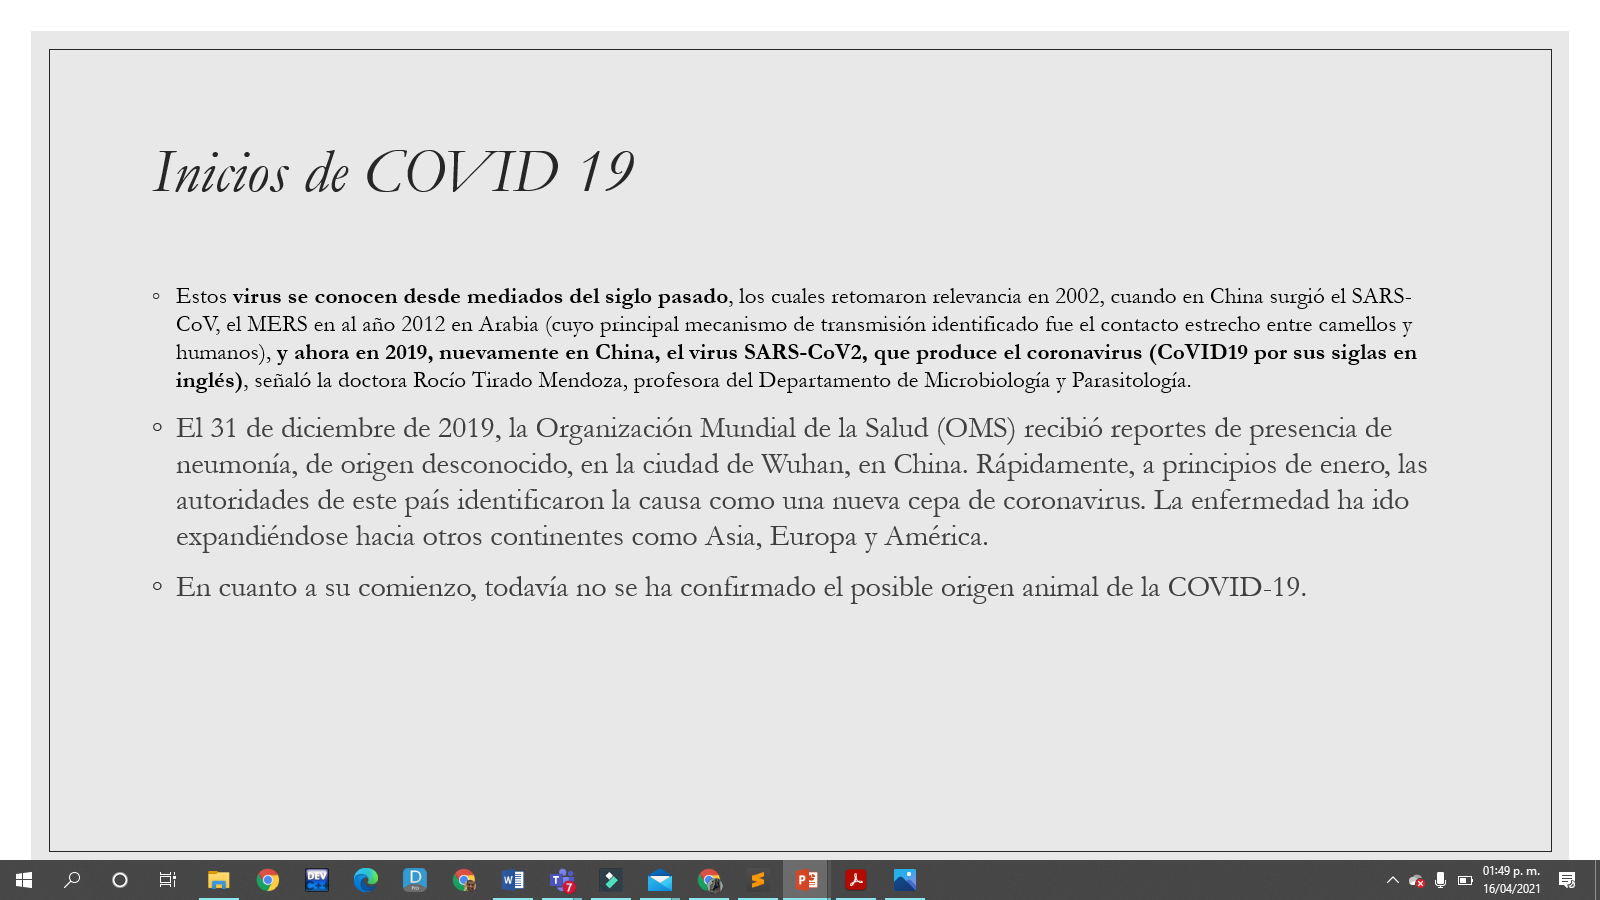 Inicios de COVID 19
◦ Estos virus se conocen desde mediados del siglo pasado, los cuales retomaron relevancia en 2002, cuando en China surgió el SARS-
CoV, el MERS en al año 2012 en Arabia (cuyo principal mecanismo de transmisión identificado fue el contacto estrecho entre camellos y
humanos), y ahora en 2019, nuevamente en China, el virus SARS-CoV2, que produce el coronavirus (CoVID19 por sus siglas en
inglés), señaló la doctora Rocío Tirado Mendoza, profesora del Departamento de Microbiología y Parasitología.
◦ El 31 de diciembre de 2019, la Organización Mundial de la Salud (OMS) recibió reportes de presencia de
neumonía, de origen desconocido, en la ciudad de Wuhan, en China. Rápidamente, a principios de enero, las
autoridades de este país identificaron la causa como una nueva cepa de coronavirus. La enfermedad ha ido
expandiéndose hacia otros continentes como Asia, Europa y América.
◦ En cuanto a su comienzo, todavía no se ha confirmado el posible origen animal de la COVID-19.
DEV
D
Pro
W
T
7
S
P
01:49 p. m.
16/04/2021